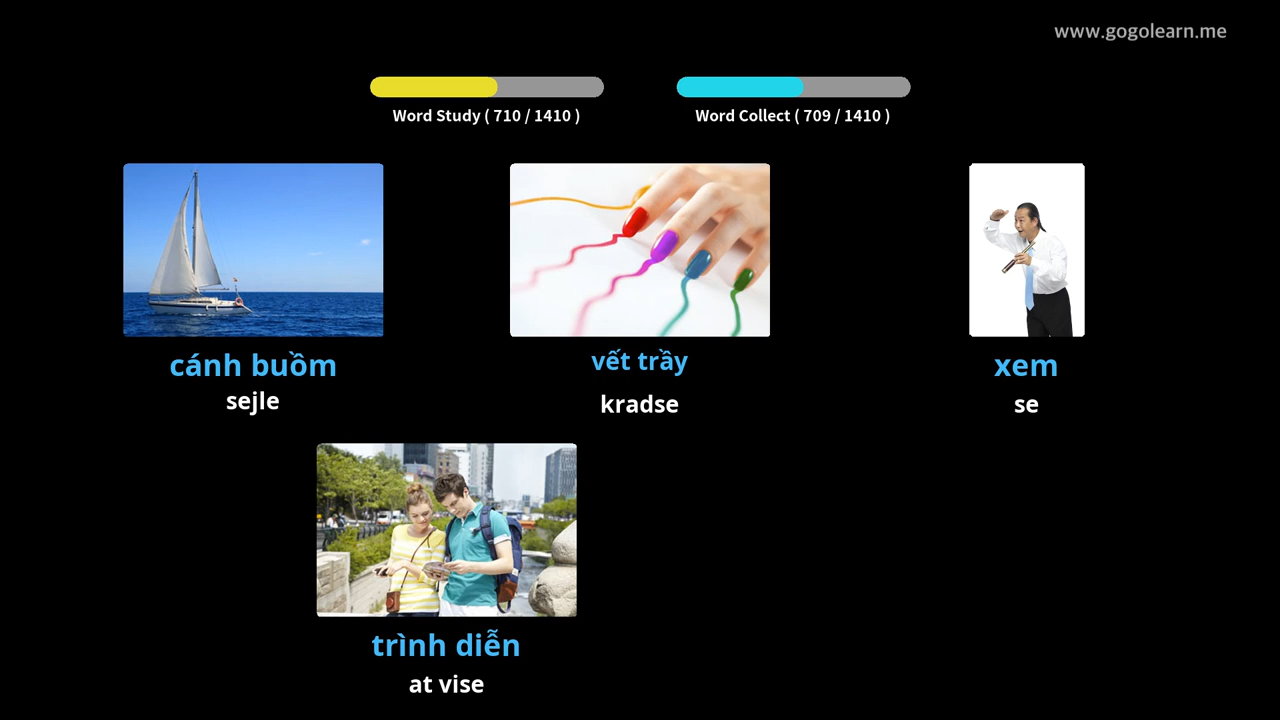 www.gogolearn.me
Word Study ( 710 / 1410 )
Word Collect ( 709 / 1410 )
cánh buồm
sejle
vết trầy
kradse
xem
se
trình diễn
at vise